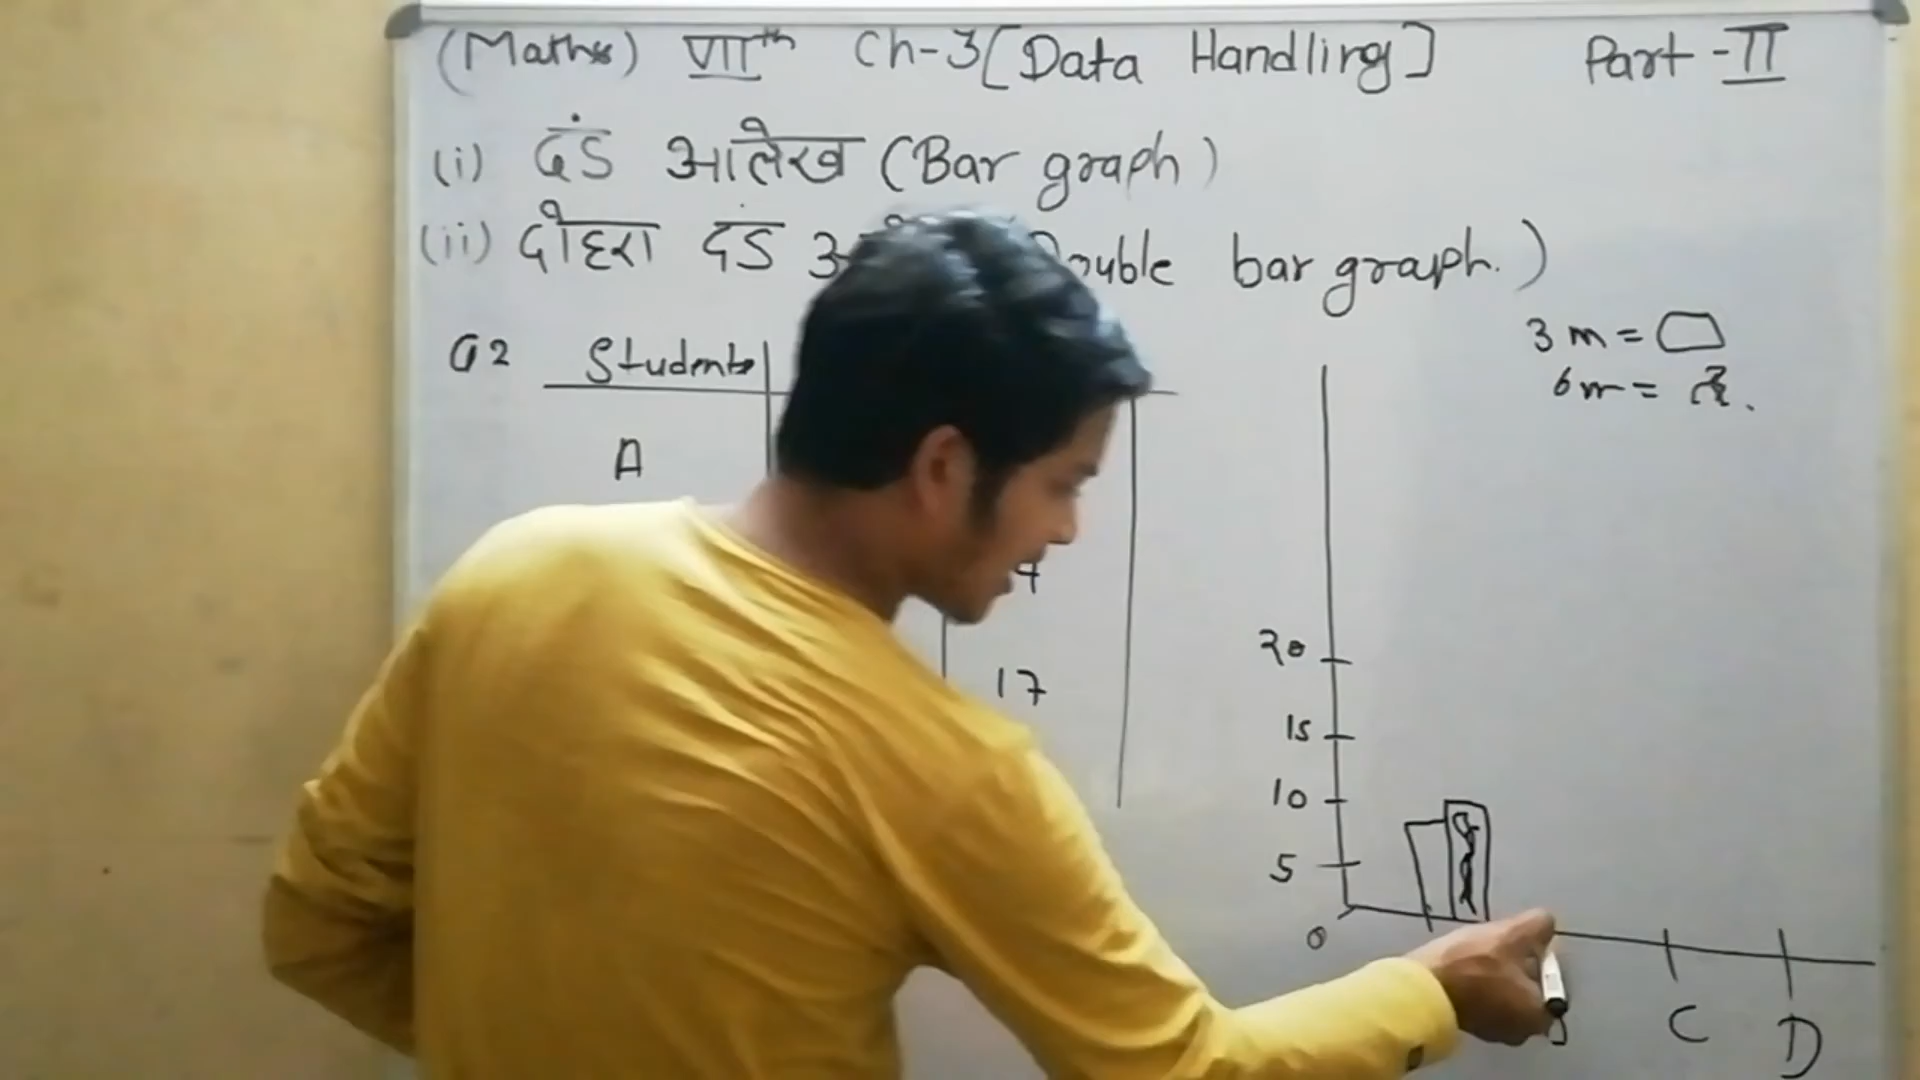 (Maths) VIIth Ch-3[Data Handling] Part-II
(i) दंड आलेख (Bar graph)
(ii) दोहरा दंड bar graph.)
3 m =
6 m =
Q2 Students
A
17
20
15
10
5
0
C D